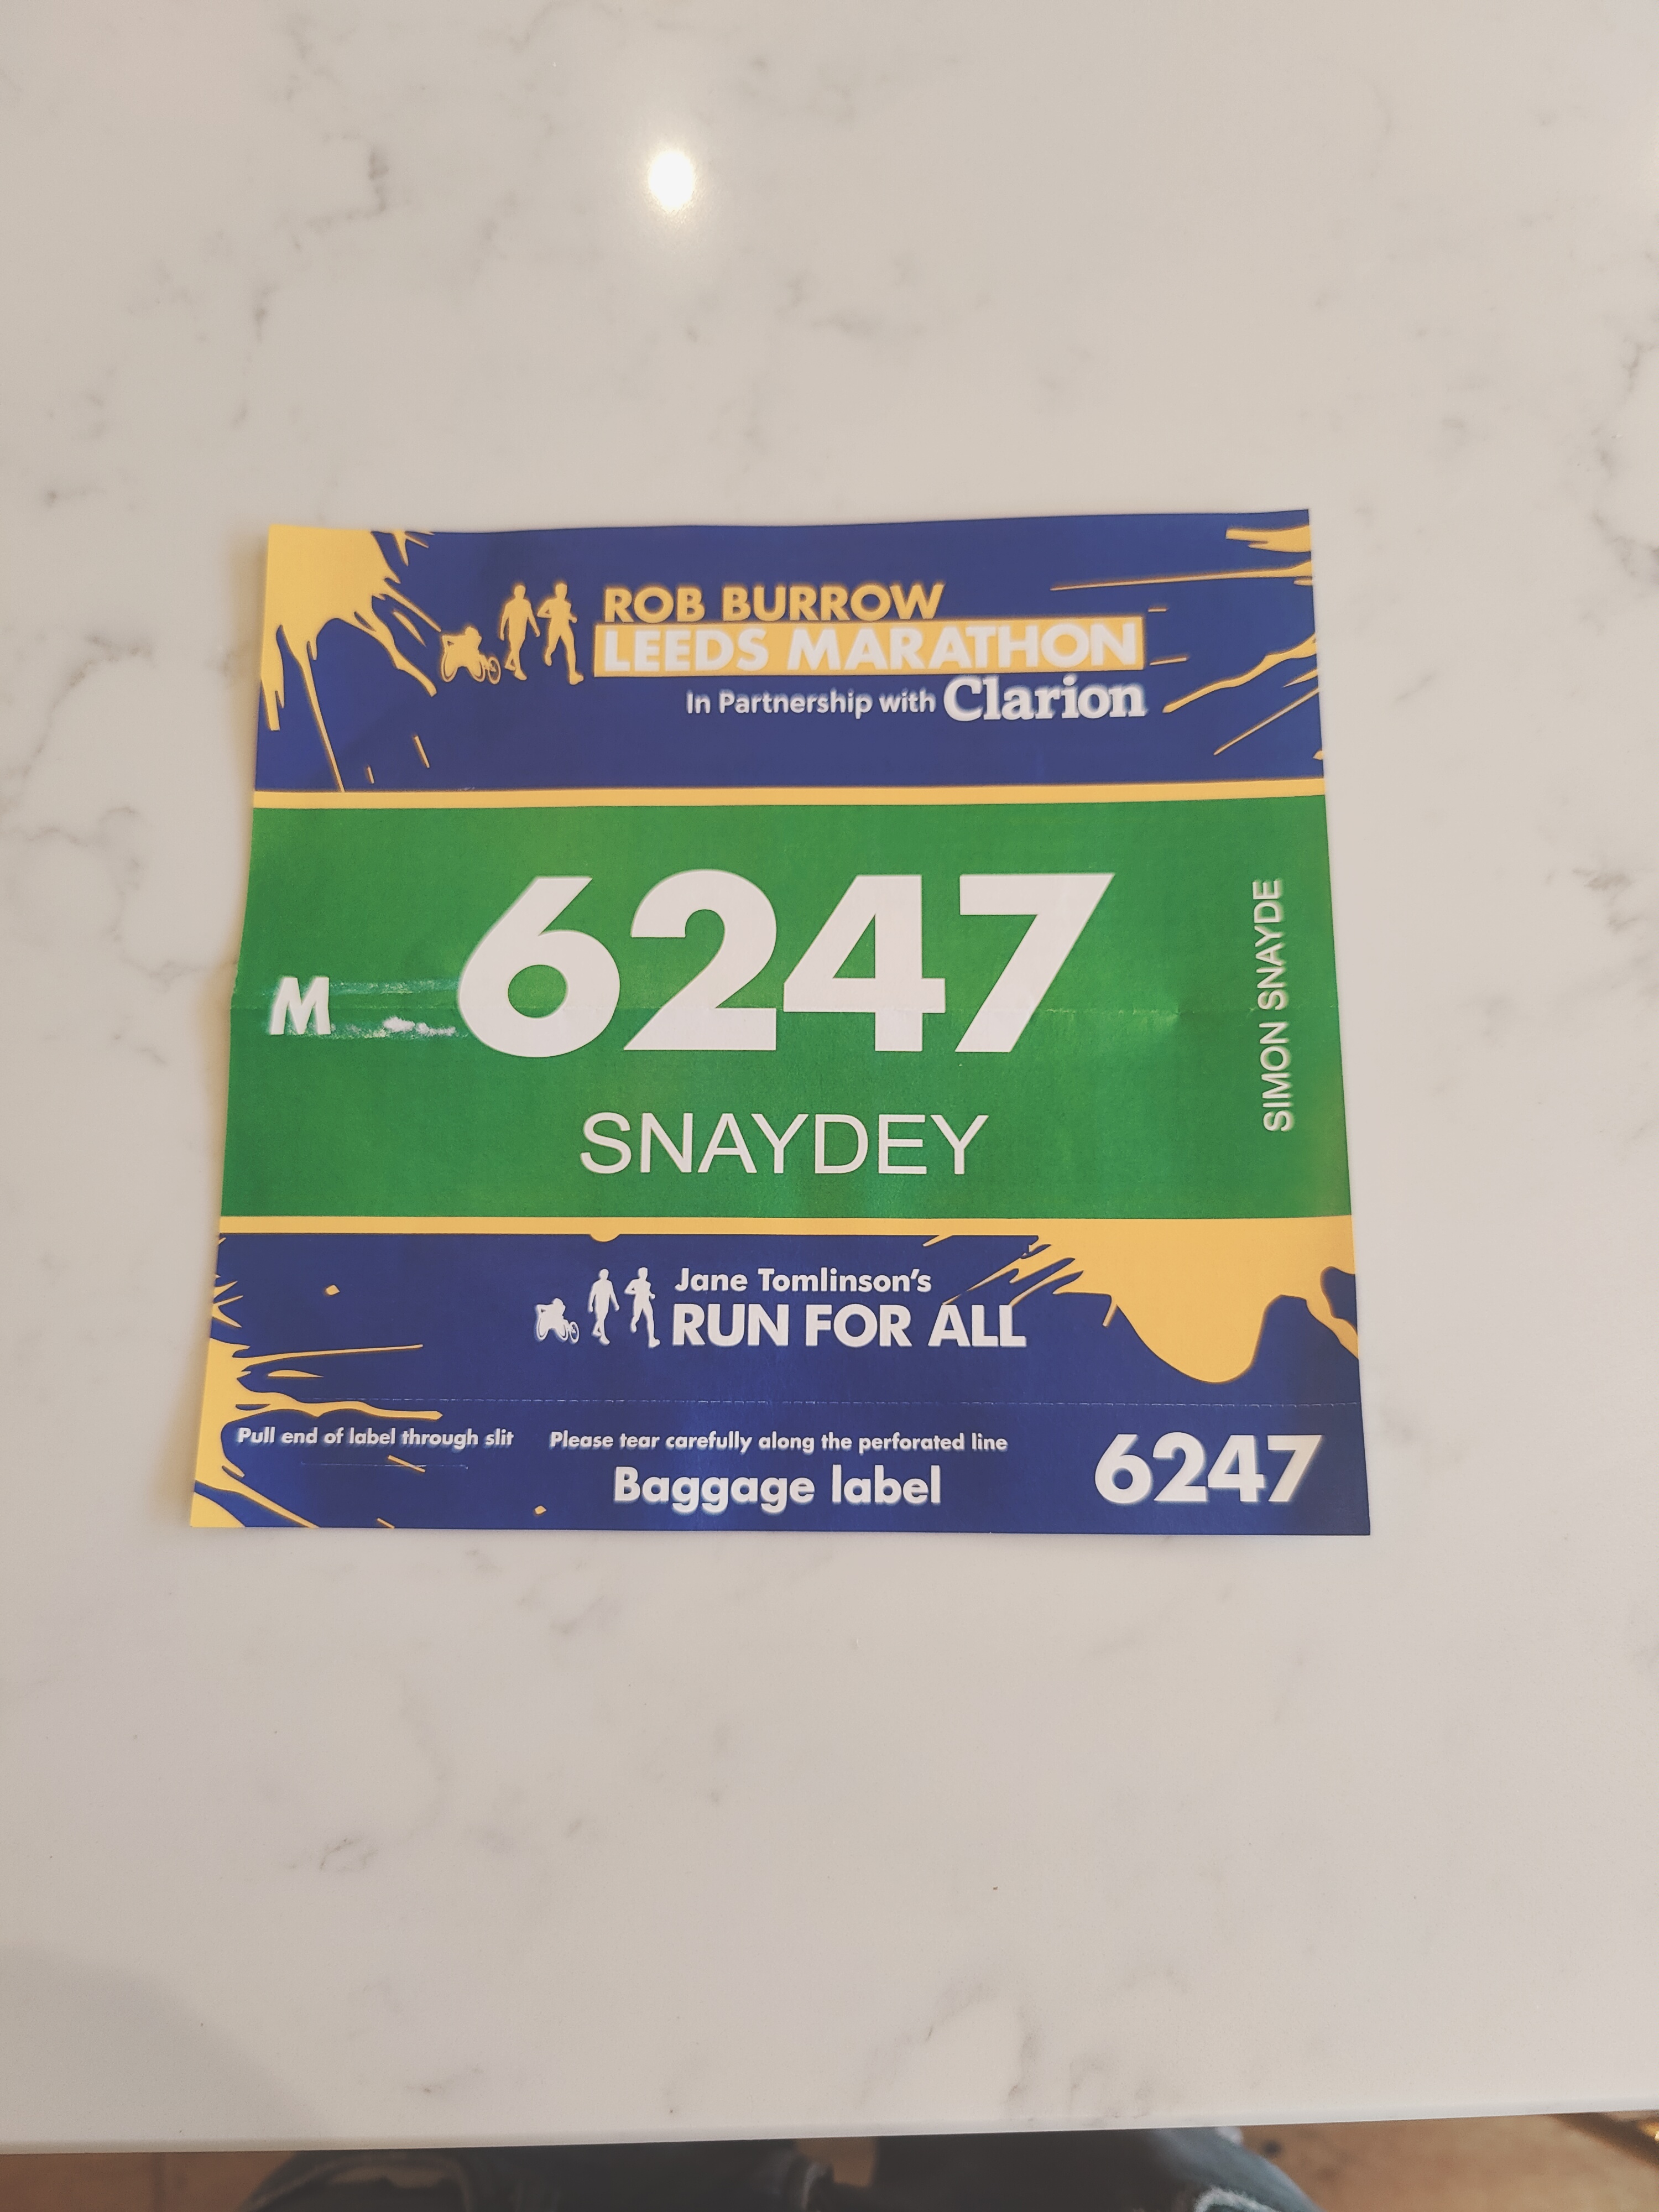 ROB BURROW
LEEDS MARATHON
In Partnership with Clarion
M
6247
SIMON SNAYDE
SNAYDEY
Jane Tomlinson's
RUN FOR ALL
Pull end of label through slit
Please tear carefully along the perforated line
Baggage label
6247